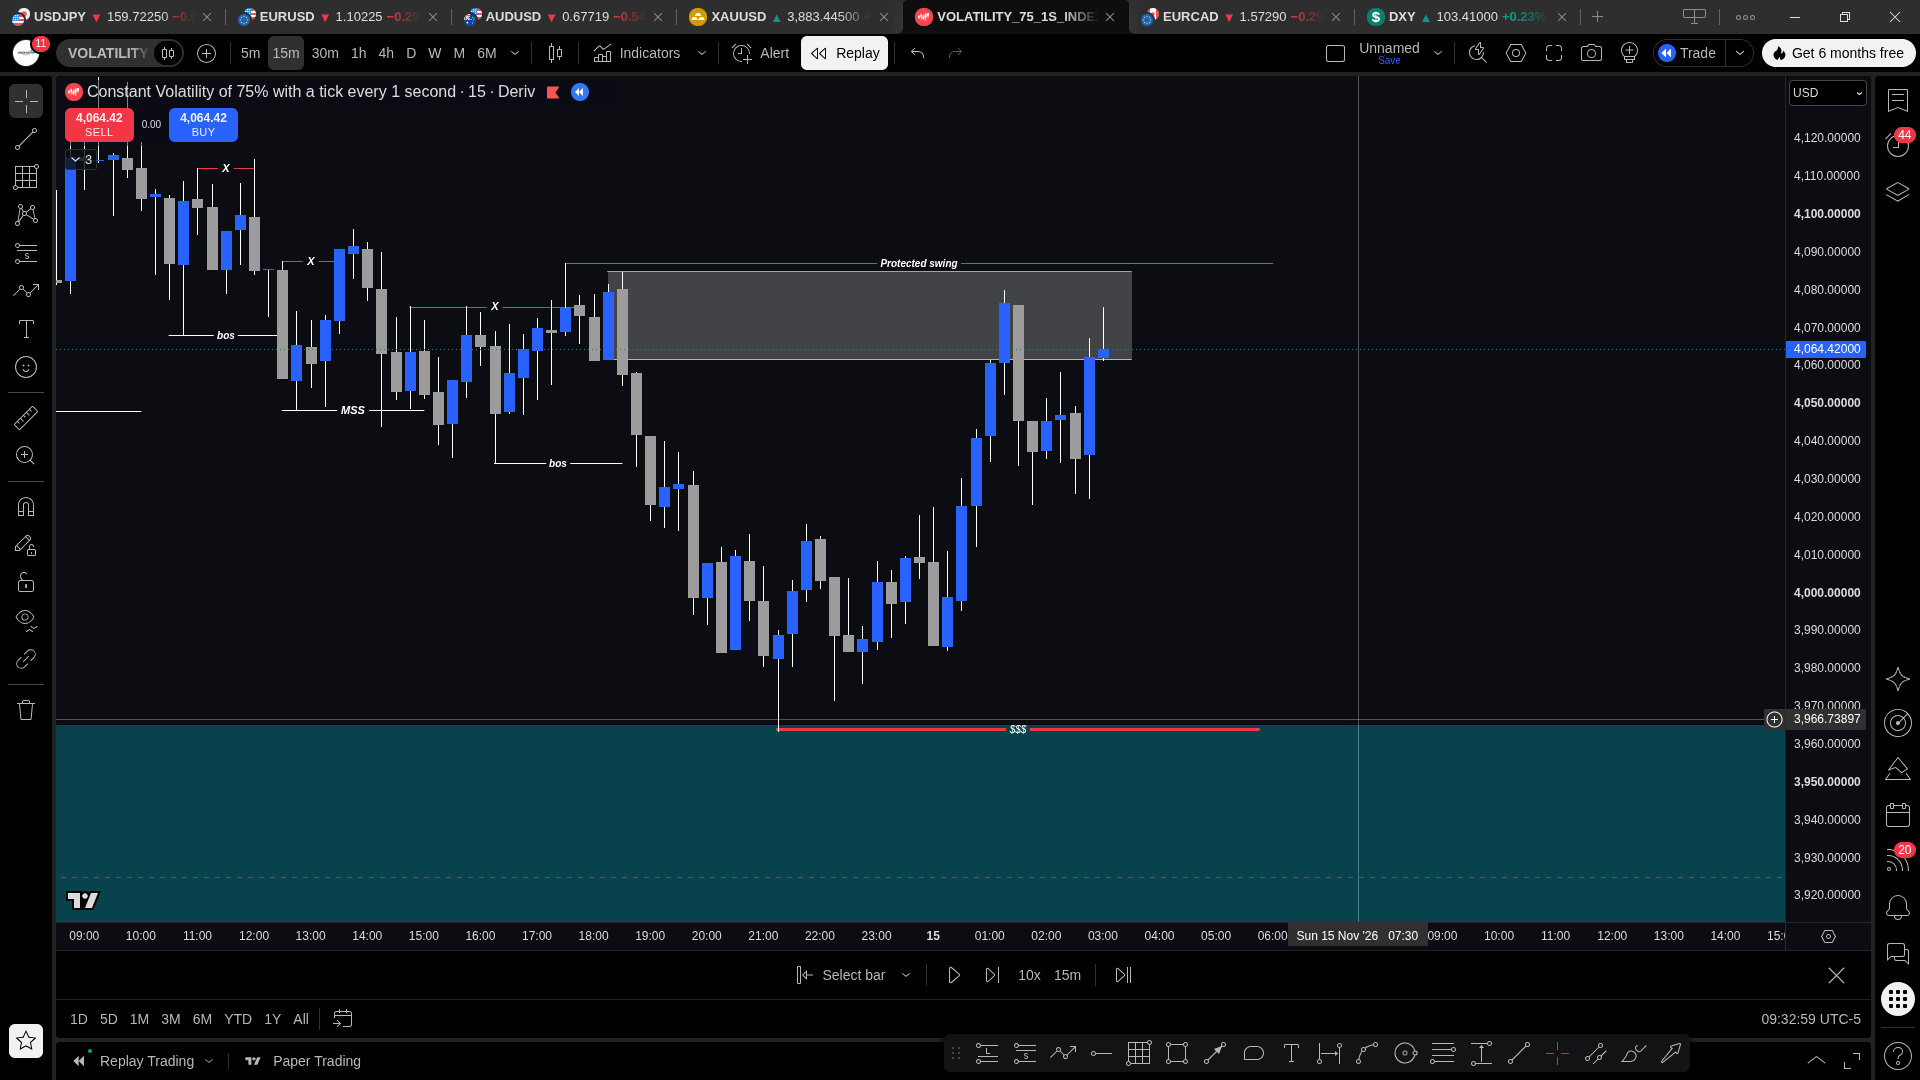 USDJPY 159.72250 −0.
EURUSD 1.10225 −0.29
AUDUSD 0.67719 −0.54
XAUUSD 3,883.44500
VOLATILITY_75_1S_INDE
EURCAD 1.57290 −0.2
DXY 103.41000 +0.23%
11
VOLATILITY
5m 15m 30m 1h 4h D W M 6M
Indicators
Alert
Replay
Unnamed
Save
Trade
Get 6 months free
Constant Volatility of 75% with a tick every 1 second · 15 · Deriv
USD
4,064.42
SELL
0.00
4,064.42
BUY
3
44
4,120.00000
4,110.00000
4,100.00000
4,090.00000
4,080.00000
4,070.00000
4,064.42000
4,060.00000
4,050.00000
4,040.00000
4,030.00000
4,020.00000
4,010.00000
4,000.00000
3,990.00000
3,980.00000
3,970.00000
3,966.73897
3,960.00000
3,950.00000
3,940.00000
3,930.00000
3,920.00000
X
X
Protected swing
X
bos
MSS
bos
$$$
20
09:00 10:00 11:00 12:00 13:00 14:00 15:00 16:00 17:00 18:00 19:00 20:00 21:00 22:00 23:00 15 01:00 02:00 03:00 04:00 05:00 06:00 Sun 15 Nov '26 07:30 09:00 10:00 11:00 12:00 13:00 14:00 15:
Select bar
10x 15m
1D 5D 1M 3M 6M YTD 1Y All
09:32:59 UTC-5
Replay Trading
Paper Trading